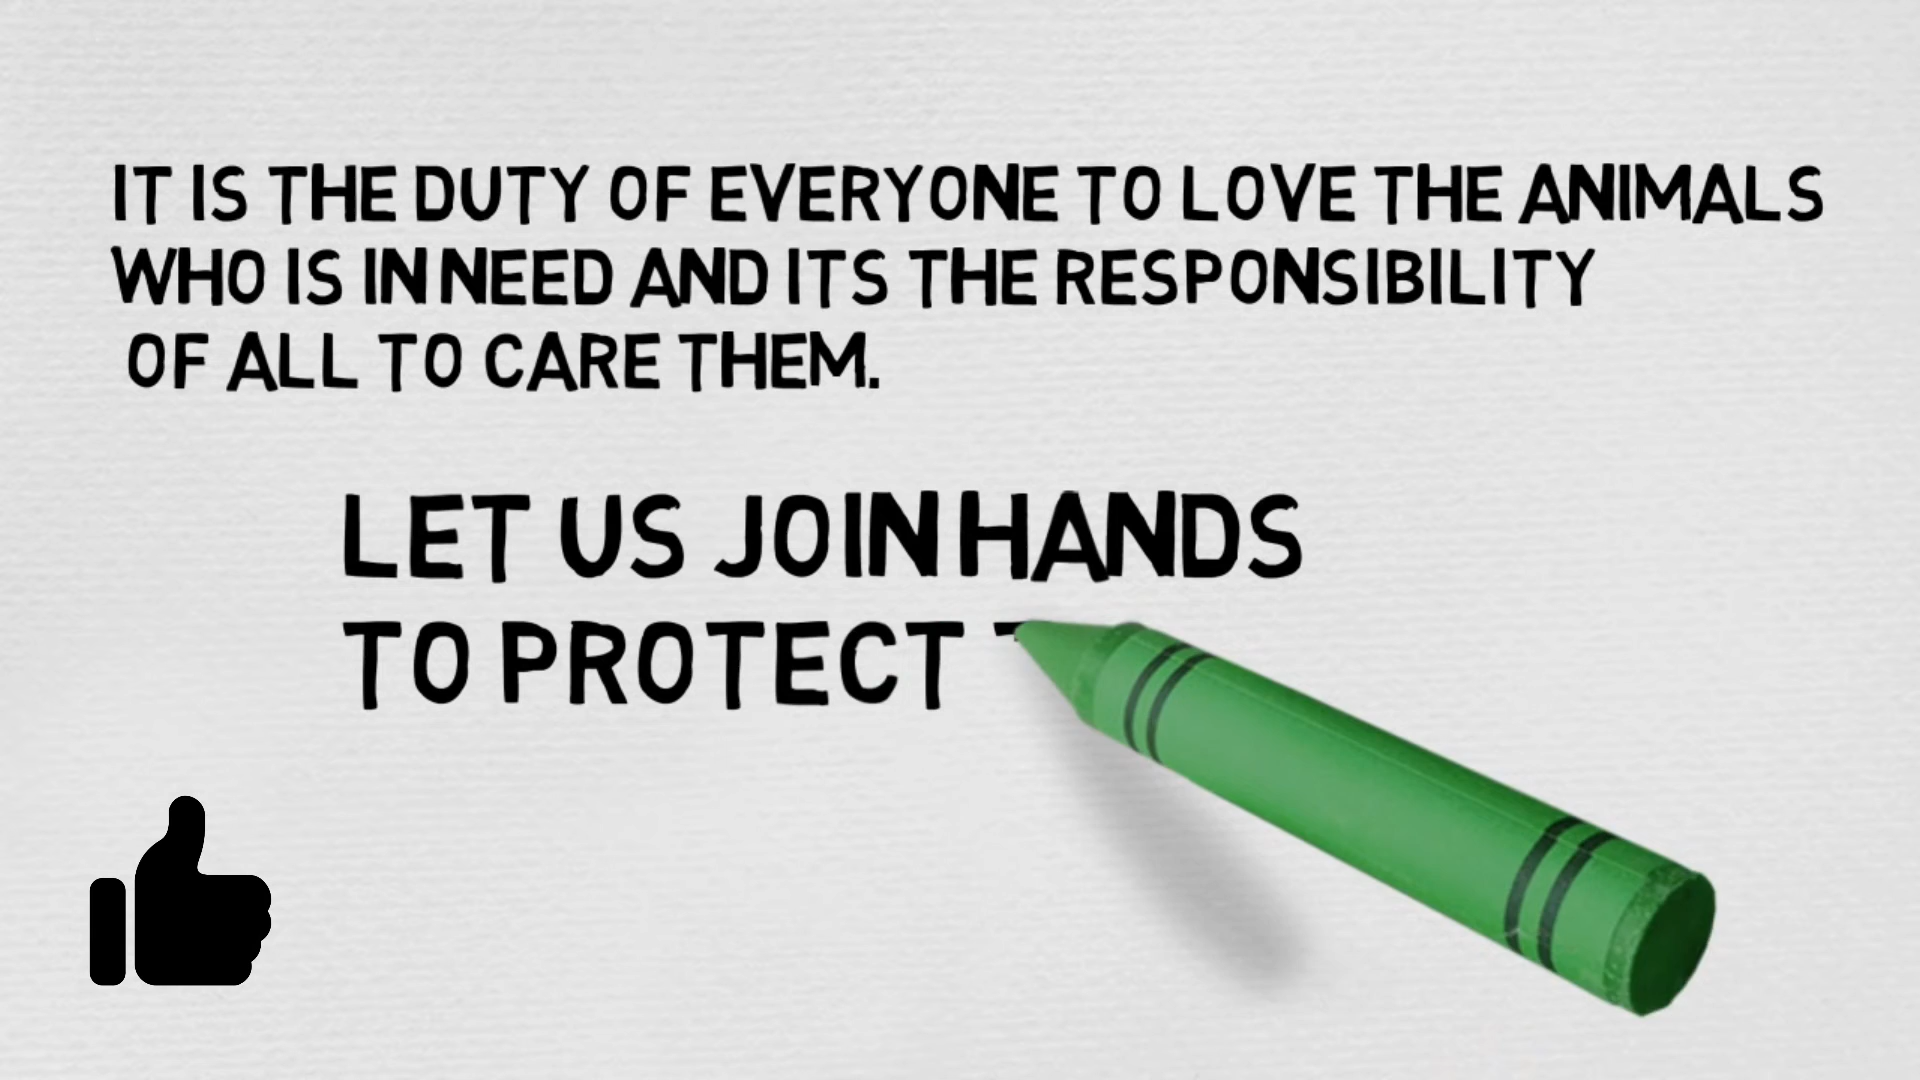 IT IS THE DUTY OF EVERYONE TO LOVE THE ANIMALS
WHO IS IN NEED AND ITS THE RESPONSIBILITY
OF ALL TO CARE THEM.
LET US JOIN HANDS
TO PROTECT